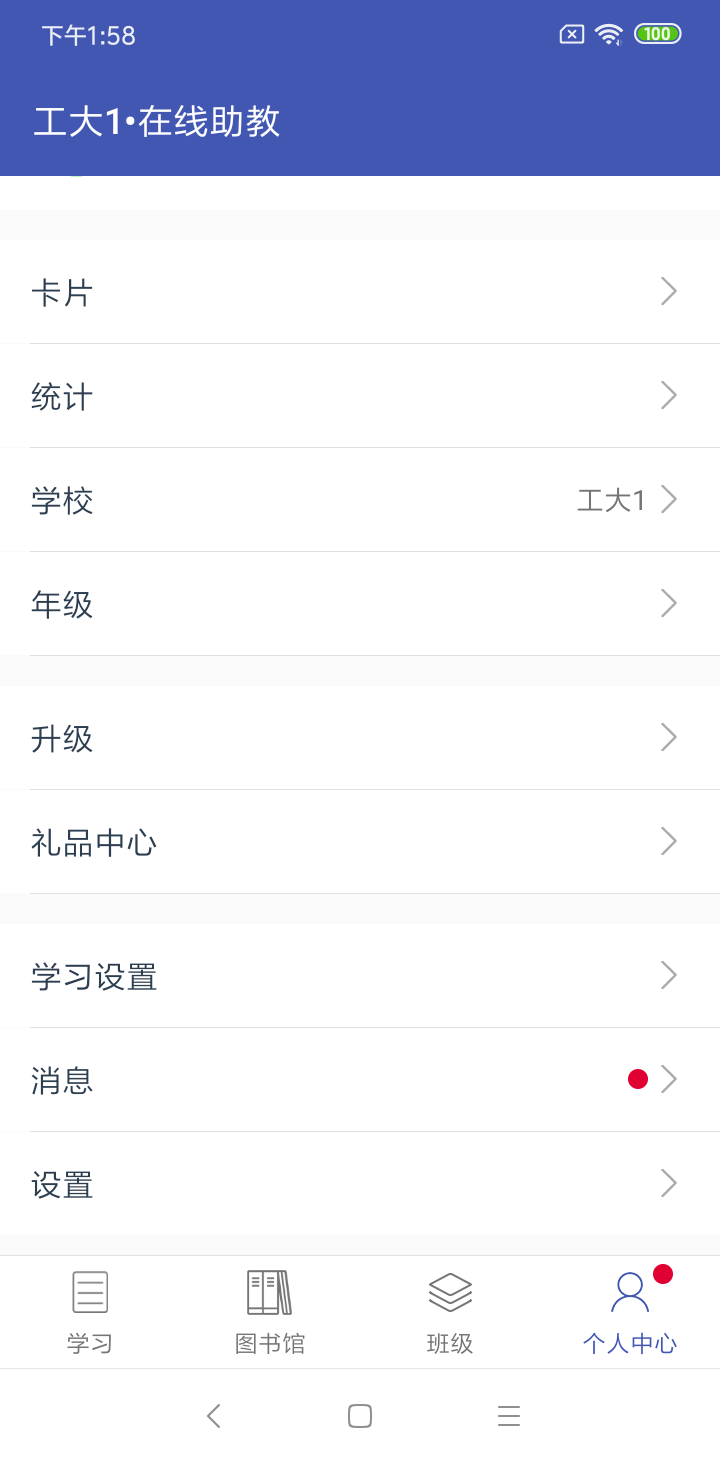 下午1:58
100
工大1•在线助教
卡片
统计
学校
工大1
年级
升级
礼品中心
学习设置
消息
设置
学习
图书馆
班级
个人中心